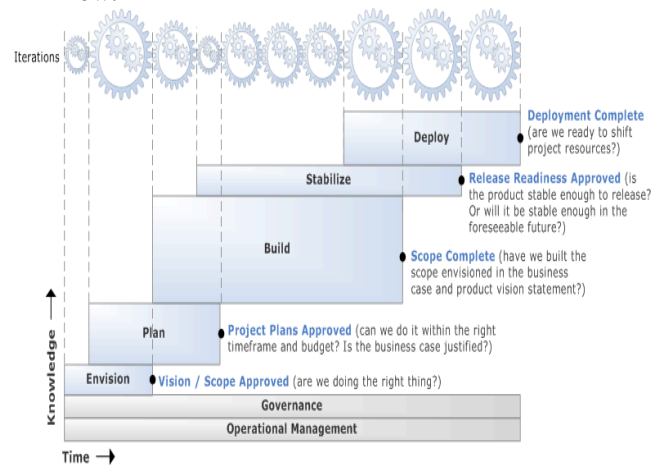 Iterations
Deploy
Deployment Complete
(are we ready to shift
project resources?)
Stabilize
Release Readiness Approved (is
the product stable enough to release?
Or will it be stable enough in the
foreseeable future?)
Build
Scope Complete (have we built the
scope envisioned in the business
case and product vision statement?)
Plan
Project Plans Approved (can we do it within the right
timeframe and budget? Is the business case justified?)
Envision
Vision / Scope Approved (are we doing the right thing?)
Knowledge
Governance
Operational Management
Time